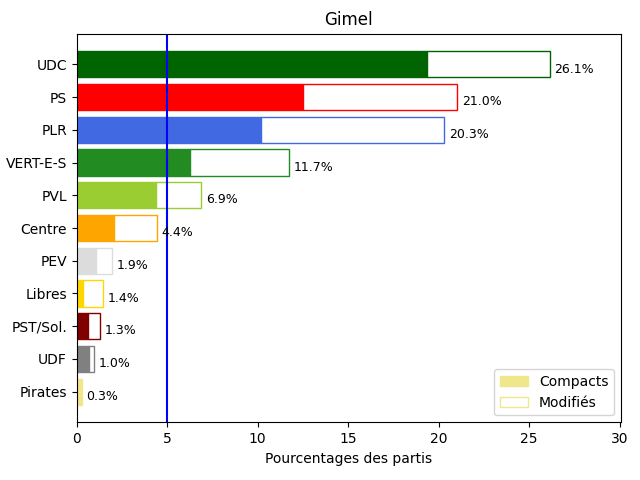 Gimel
UDC 26.1%
PS 21.0%
PLR 20.3%
VERT-E-S 11.7%
PVL 6.9%
Centre 4.4%
PEV 1.9%
Libres 1.4%
PST/Sol. 1.3%
UDF 1.0%
Pirates 0.3%
Compacts
Modifiés
0 5 10 15 20 25 30
Pourcentages des partis